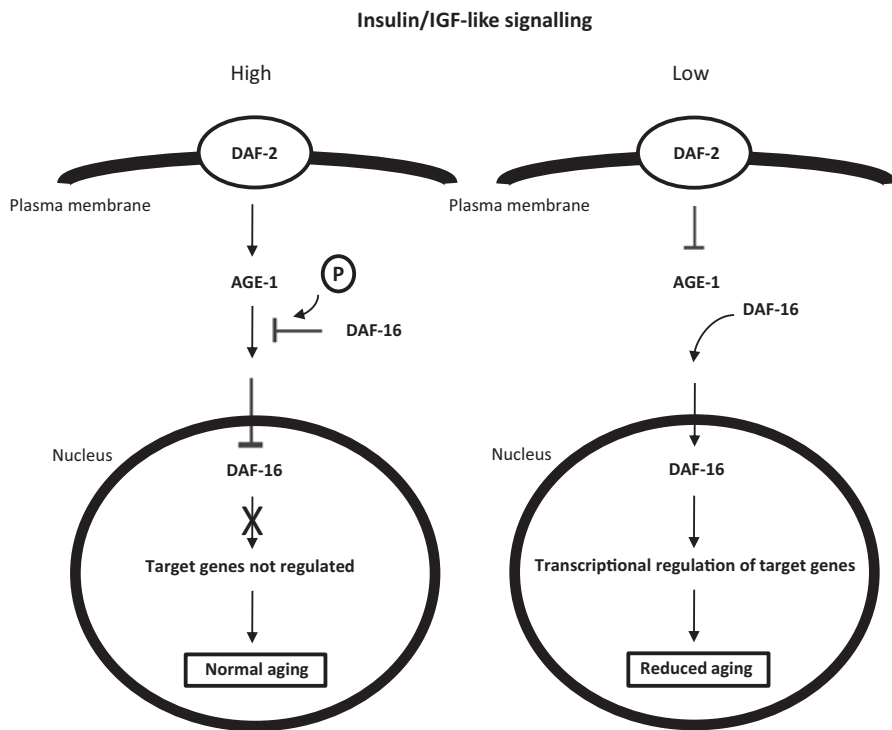 Insulin/IGF-like signalling
High
DAF-2
Plasma membrane
AGE-1
P
DAF-16
Nucleus
DAF-16
X
Target genes not regulated
Normal aging
Low
DAF-2
Plasma membrane
AGE-1
DAF-16
Nucleus
DAF-16
Transcriptional regulation of target genes
Reduced aging